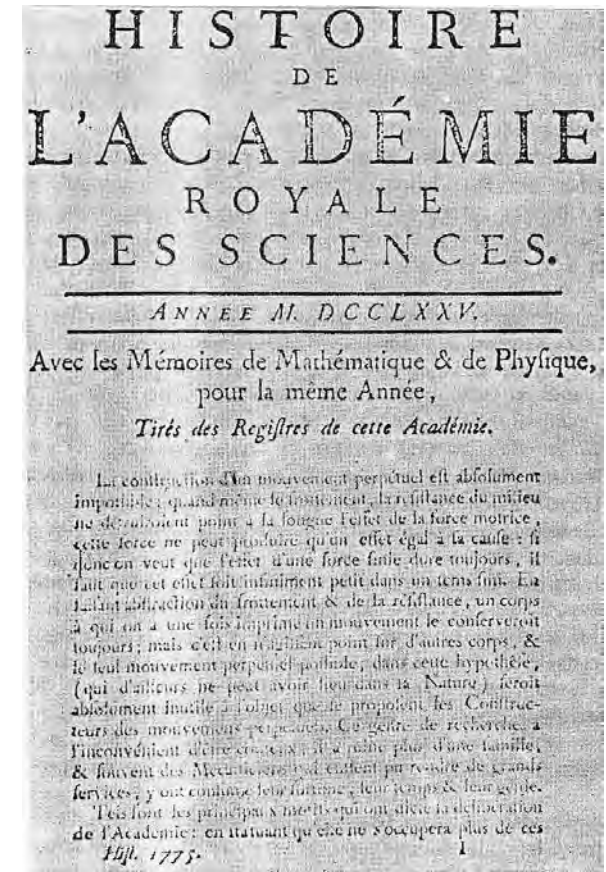 HISTOIRE
DE
L'ACADÉMIE
ROYALE
DES SCIENCES.
ANNÉE M. DCCLXXV.
Avec les Mémoires de Mathématique & de Phyſique,
pour la même Année,
Tirés des Regiſtres de cette Académie.
La conſtruction d'un mouvement perpétuel eſt abſolument
impoſſible: quand même le frottement, la réſiſtance du milieu
ne détruiroient point à la longue l'effet de la force motrice,
cette force ne peut produire qu'un effet égal à la cauſe: ſi
donc on veut que l'effet d'une force finie dure toujours, il
faut que cet effet ſoit infiniment petit dans un tems fini. En
faiſant abſtraction du frottement & de la réſiſtance, un corps
à qui on a une fois imprimé un mouvement le conſerveroit
toujours; mais c'eſt en n'agiſſant point ſur d'autres corps, &
le ſeul mouvement perpétuel poſſible, dans cette hypothèſe,
(qui d'ailleurs ne peut avoir lieu dans la Nature) ſeroit
abſolument inutile à l'objet que ſe propoſent les Conſtruc-
teurs des mouvemens perpétuels. Ce genre de recherches a
l'inconvénient d'être coûteux, il a ruiné plus d'une famille,
& ſouvent des Mécaniciens qui euſſent pu rendre de grands
ſervices, y ont conſumé leur fortune, leur temps & leur génie.
Tels ſont les principaux motifs qui ont dicté la délibération
de l'Académie: en ſtatuant qu'elle ne s'occupera plus de ces
Hiſt. 1775. I